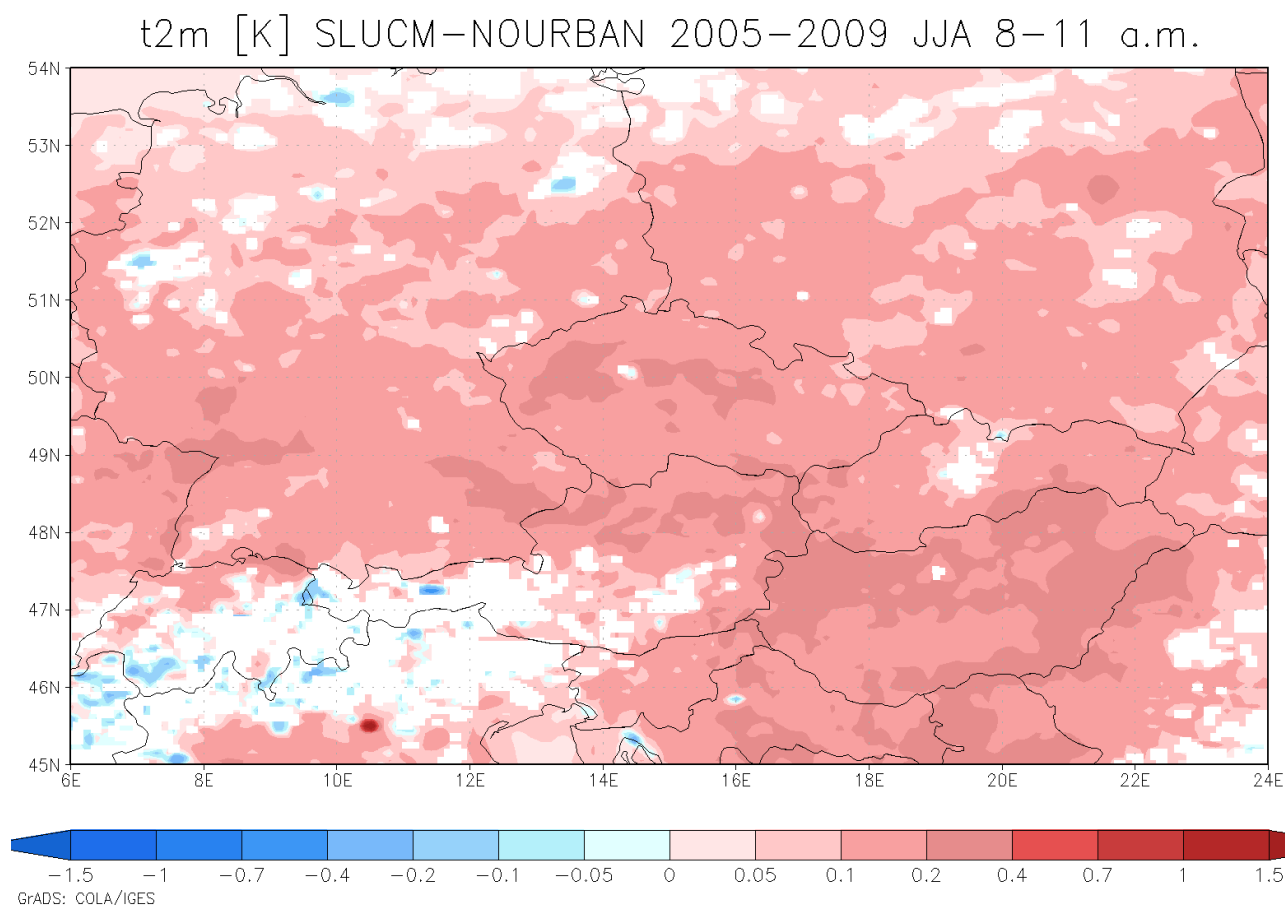 t2m [K] SLUCM-NOURBAN 2005-2009 JJA 8-11 a.m.
54N
53N
52N
51N
50N
49N
48N
47N
46N
45N
6E 8E 10E 12E 14E 16E 18E 20E 22E 24E
-1.5 -1 -0.7 -0.4 -0.2 -0.1 -0.05 0 0.05 0.1 0.2 0.4 0.7 1 1.5
GrADS: COLA/IGES